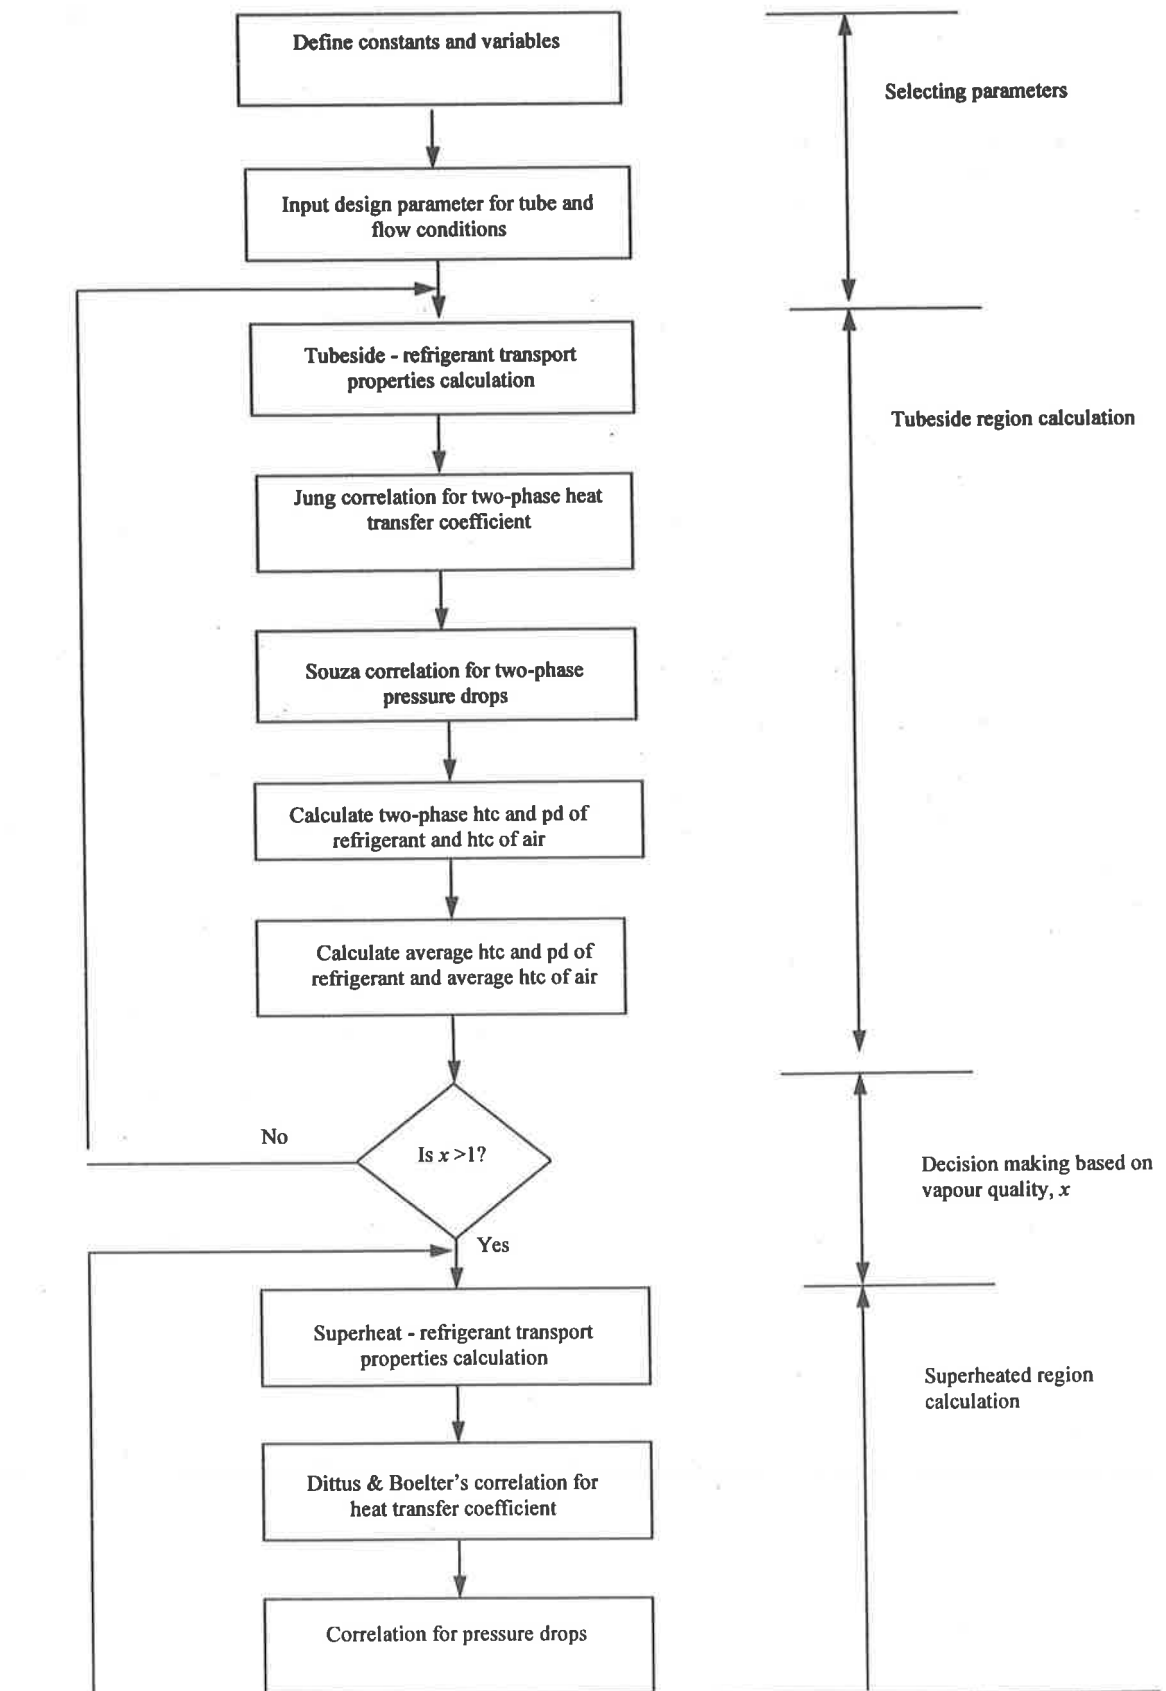 Define constants and variables
Selecting parameters
Input design parameter for tube and
flow conditions
Tubeside - refrigerant transport
properties calculation
Tubeside region calculation
Jung correlation for two-phase heat
transfer coefficient
Souza correlation for two-phase
pressure drops
Calculate two-phase htc and pd of
refrigerant and htc of air
Calculate average htc and pd of
refrigerant and average htc of air
No
Is x >1?
Decision making based on
vapour quality, x
Yes
Superheat - refrigerant transport
properties calculation
Superheated region
calculation
Dittus & Boelter's correlation for
heat transfer coefficient
Correlation for pressure drops